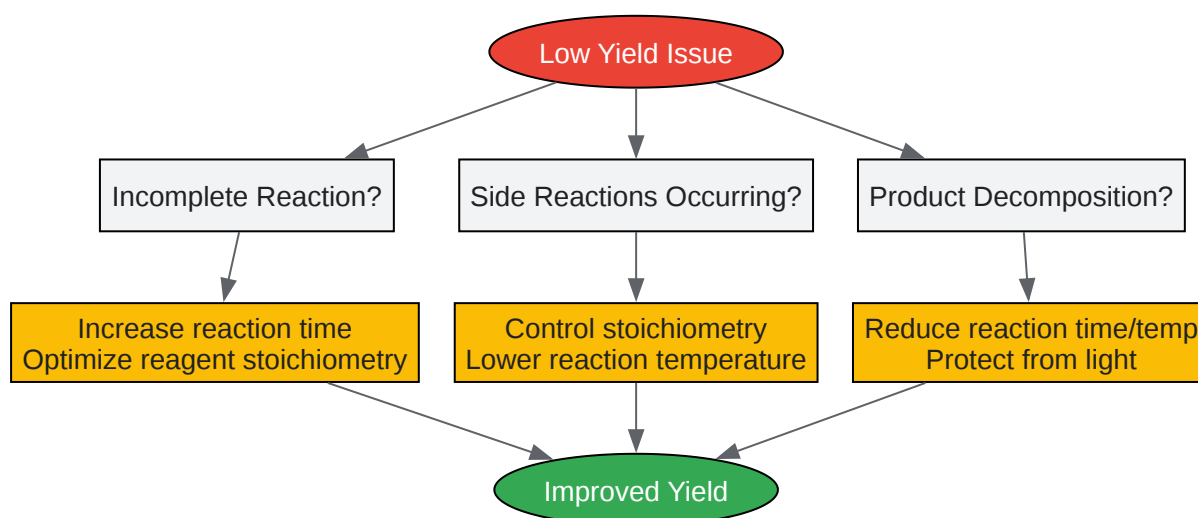 Low Yield Issue
Incomplete Reaction?
Side Reactions Occurring?
Product Decomposition?
Increase reaction time
Optimize reagent stoichiometry
Control stoichiometry
Lower reaction temperature
Reduce reaction time/temp
Protect from light
Improved Yield